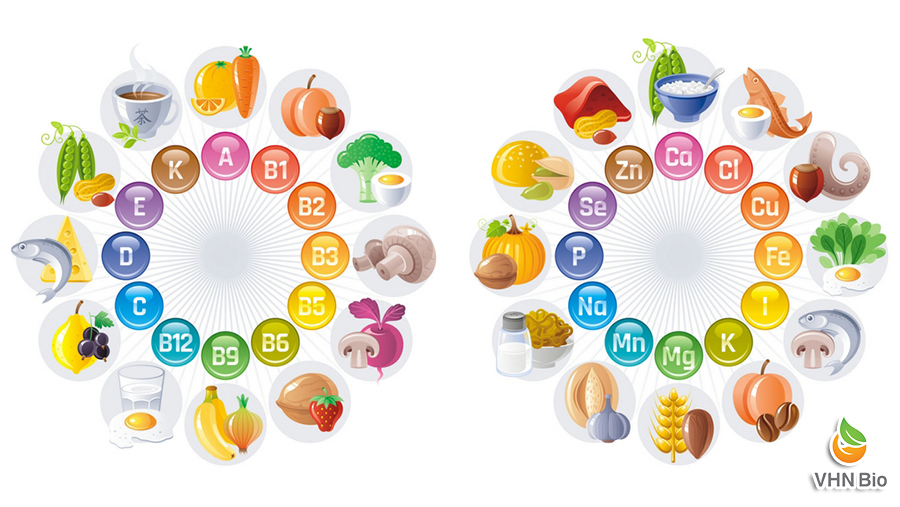 A
B1
B2
B3
B5
B6
B9
B12
C
D
E
K
茶
Ca
Cl
Cu
Fe
I
K
Mg
Mn
Na
P
Se
Zn
VHN Bio